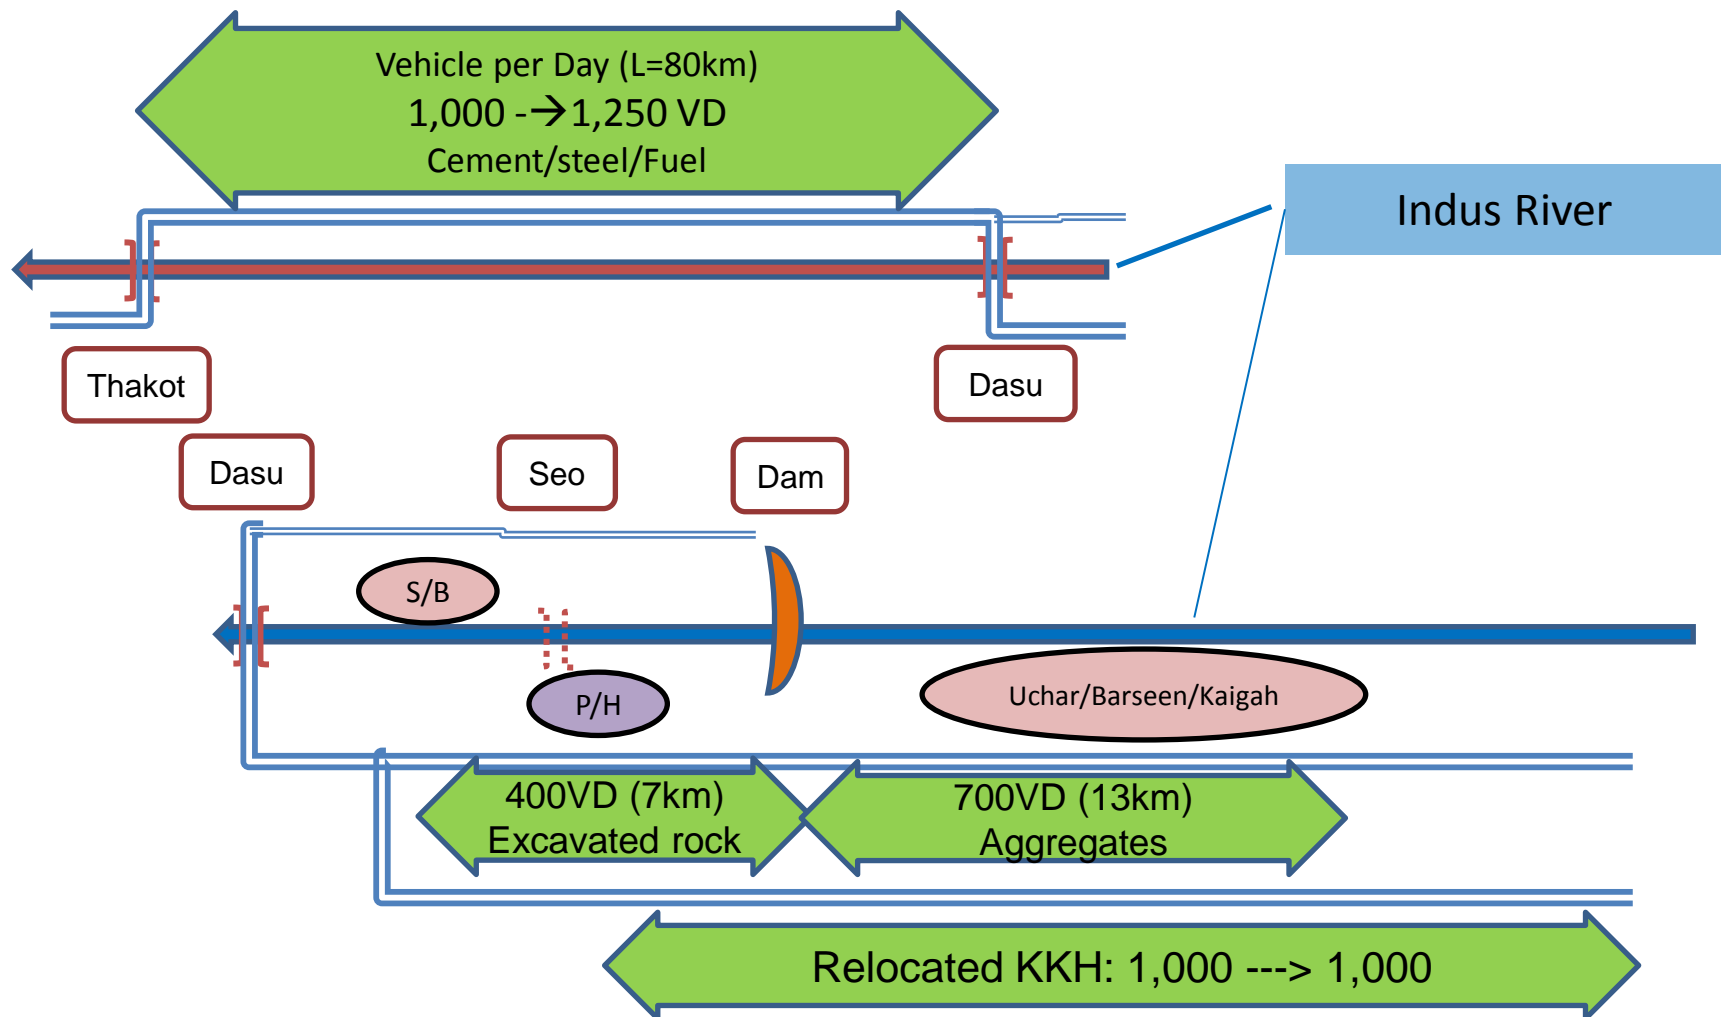 Vehicle per Day (L=80km)
1,000 -→1,250 VD
Cement/steel/Fuel
Indus River
Thakot
Dasu
Dasu
Seo
Dam
S/B
P/H
Uchar/Barseen/Kaigah
400VD (7km)
Excavated rock
700VD (13km)
Aggregates
Relocated KKH: 1,000 ---> 1,000